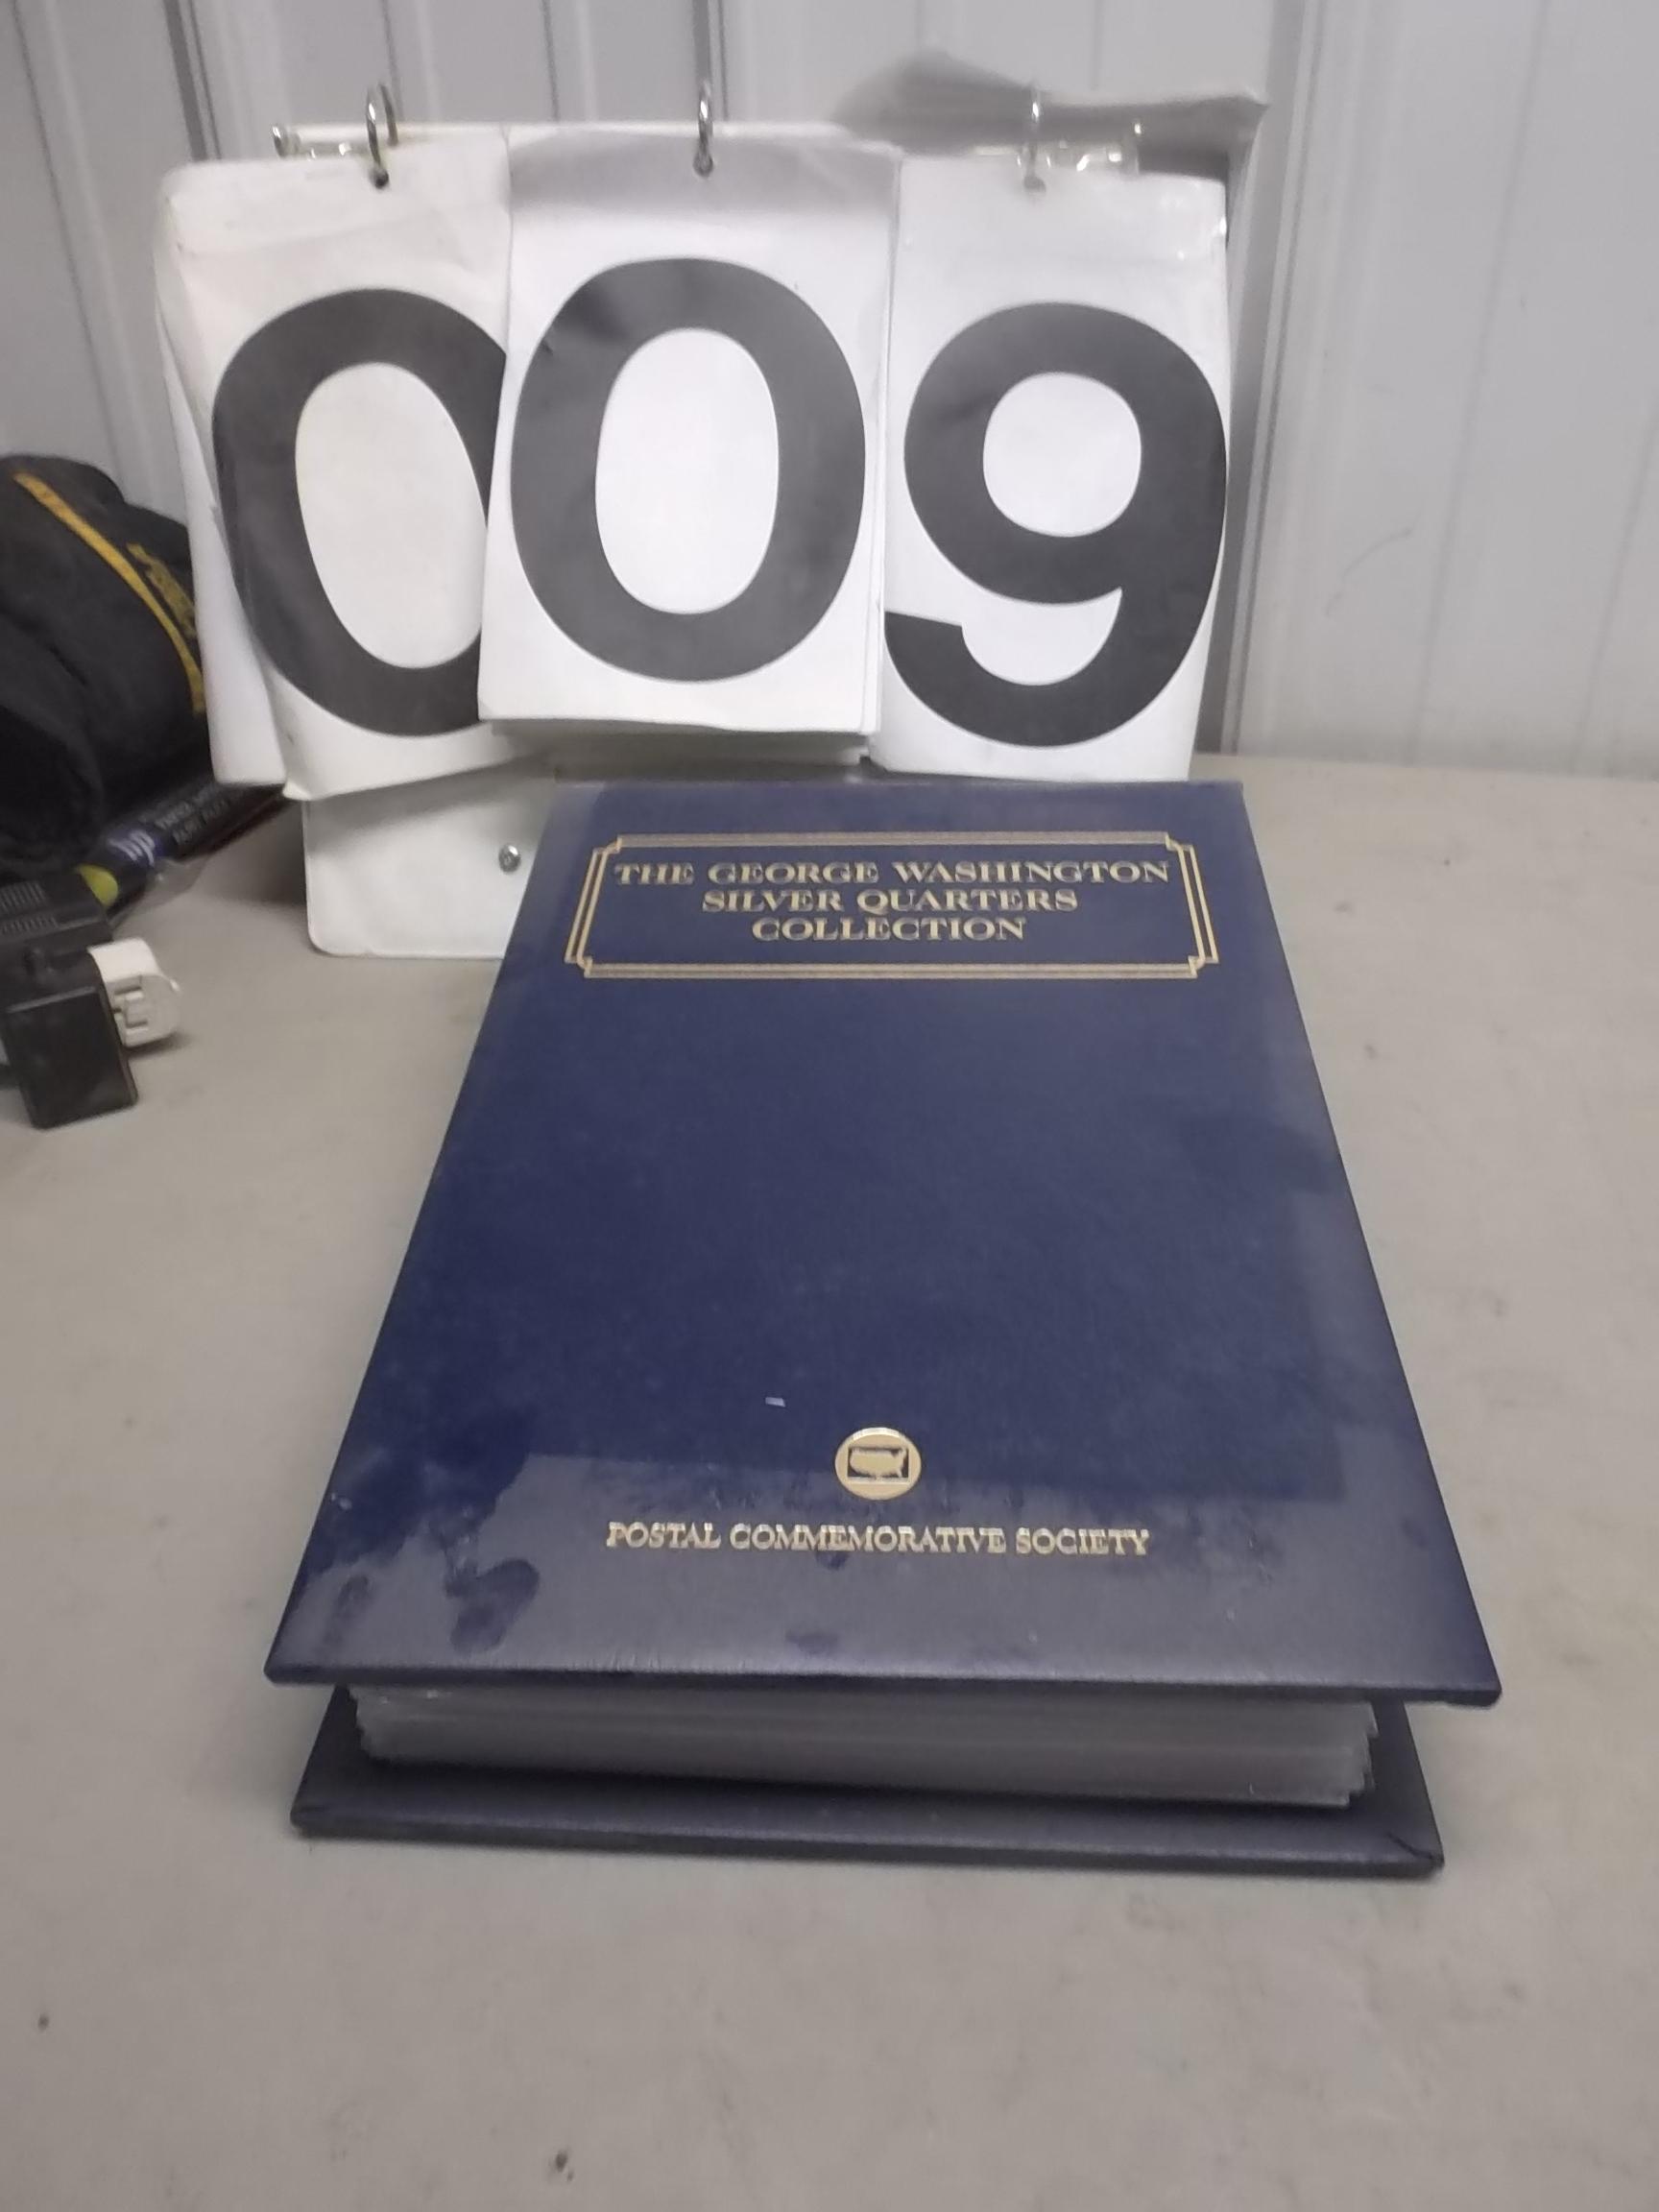 009
THE GEORGE WASHINGTON
SILVER QUARTERS
COLLECTION
POSTAL COMMEMORATIVE SOCIETY